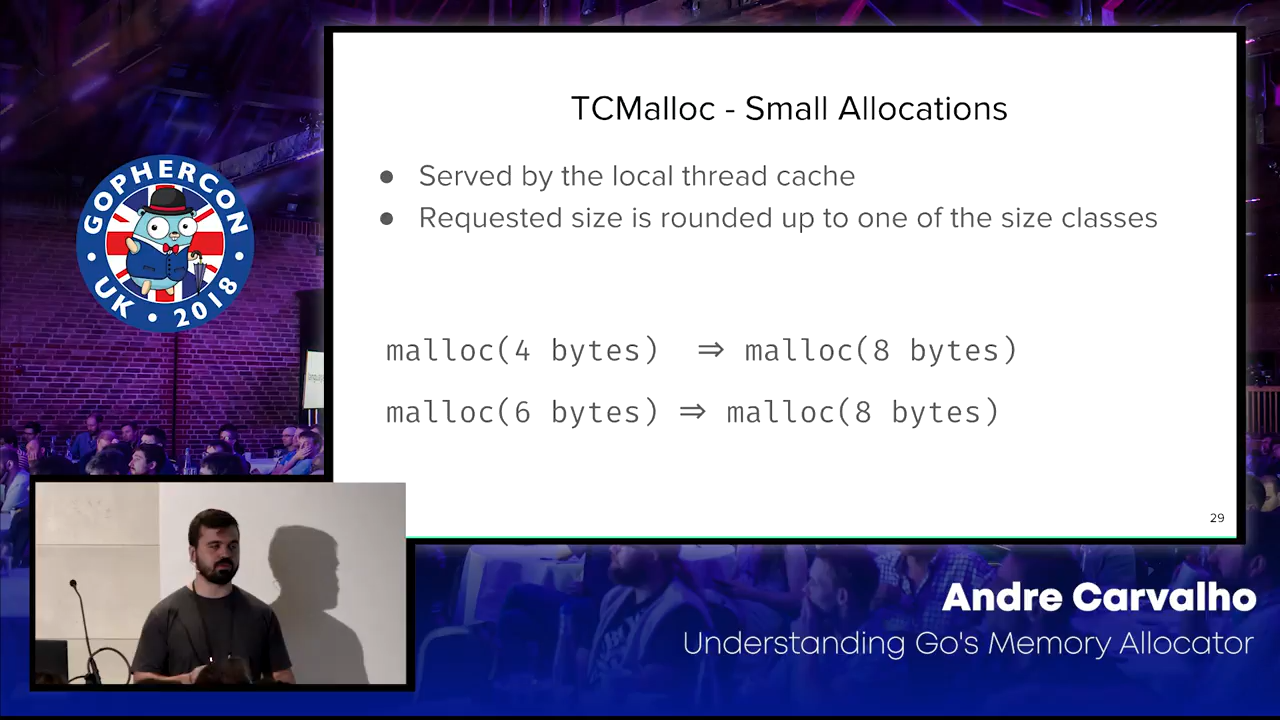 GOPHERCON
UK • 2018
TCMalloc - Small Allocations
● Served by the local thread cache
● Requested size is rounded up to one of the size classes
malloc(4 bytes) ⇒ malloc(8 bytes)
malloc(6 bytes) ⇒ malloc(8 bytes)
29
Andre Carvalho
Understanding Go's Memory Allocator